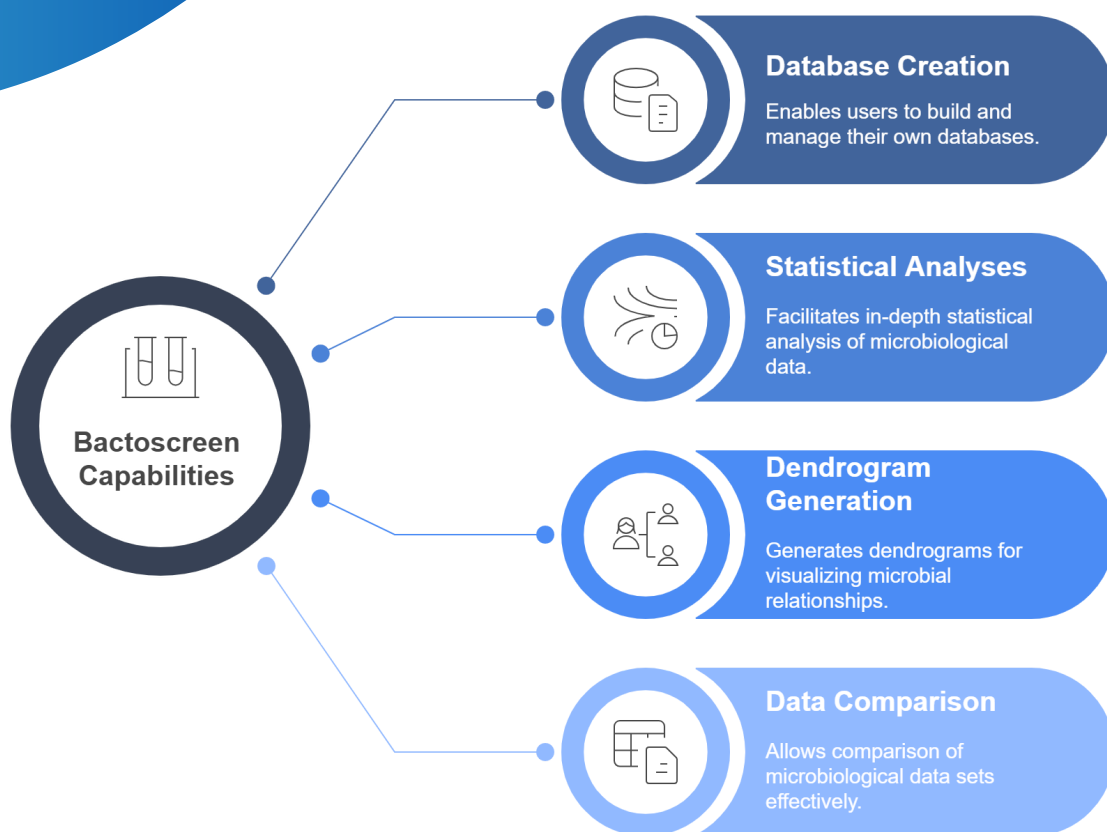 Bactoscreen
Capabilities
Database Creation
Enables users to build and
manage their own databases.
Statistical Analyses
Facilitates in-depth statistical
analysis of microbiological
data.
Dendrogram
Generation
Generates dendrograms for
visualizing microbial
relationships.
Data Comparison
Allows comparison of
microbiological data sets
effectively.